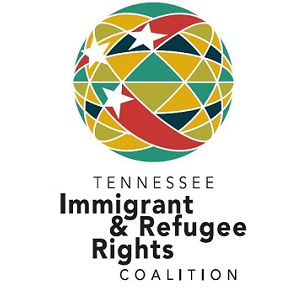 TENNESSEE
Immigrant
& Refugee
Rights
COALITION